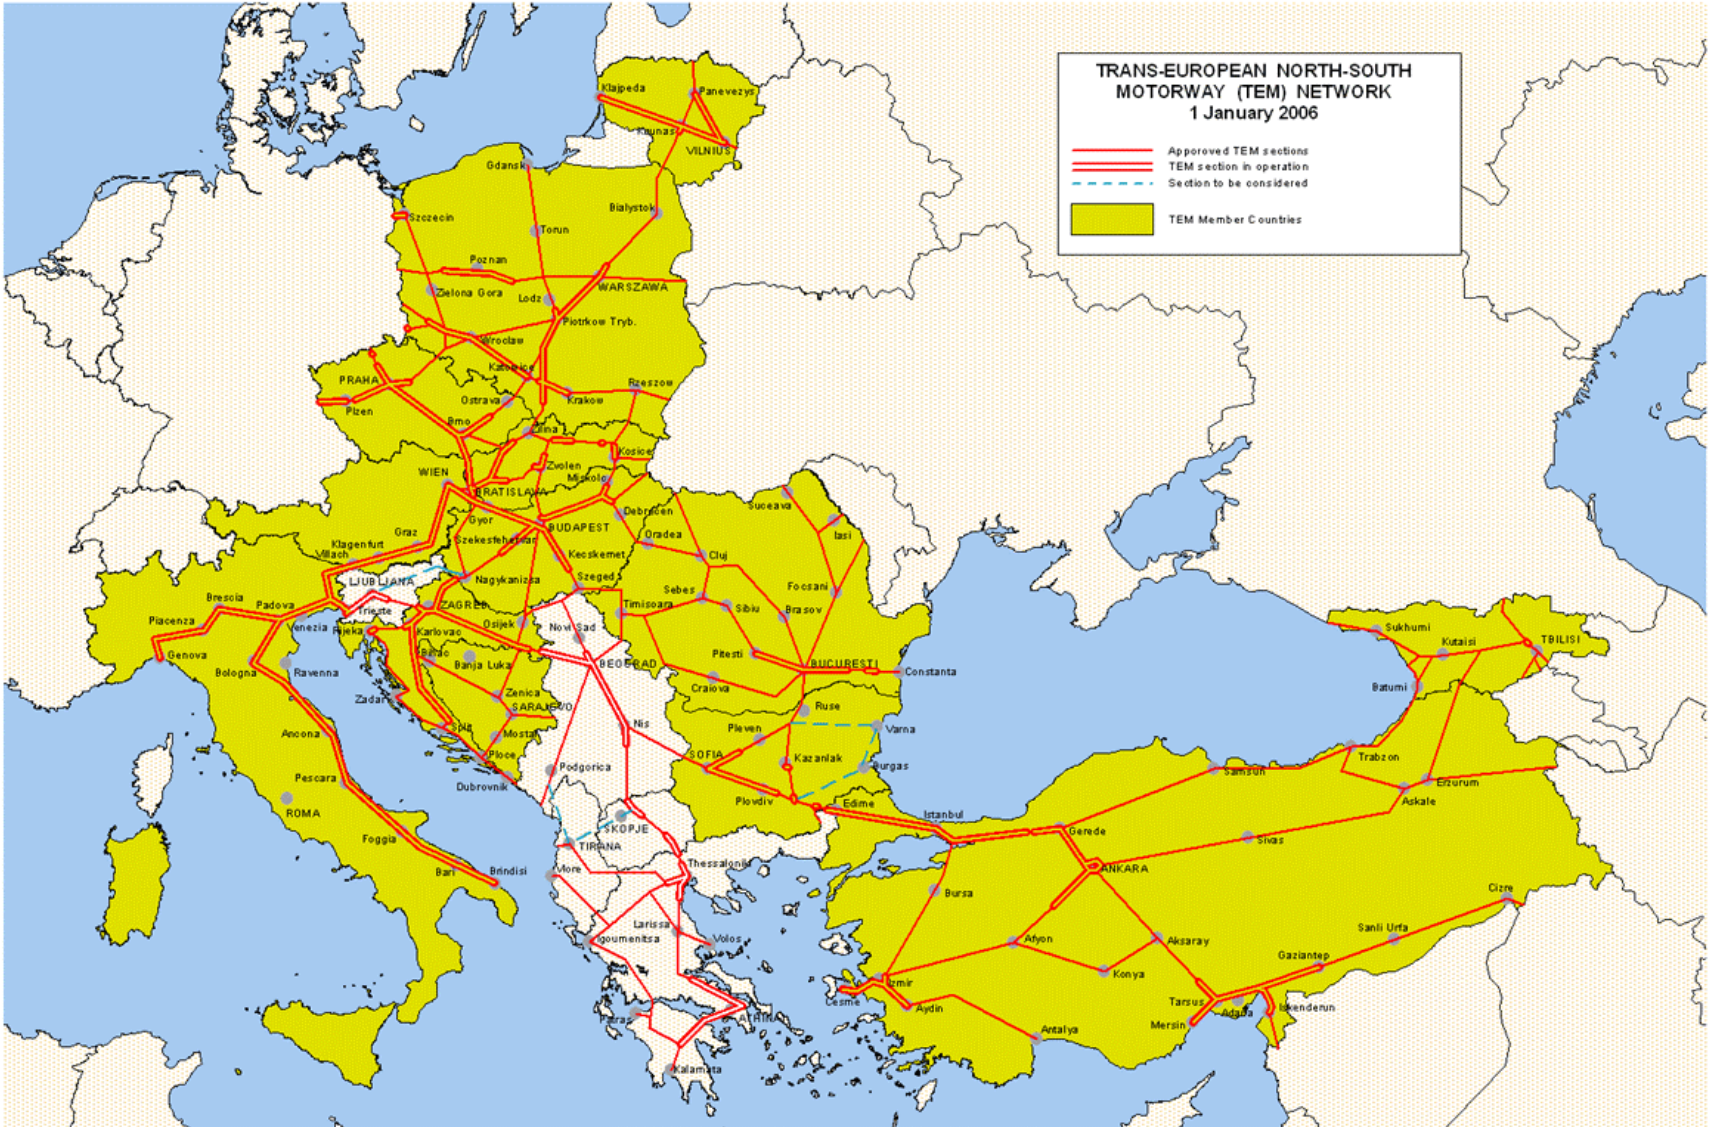 TRANS-EUROPEAN NORTH-SOUTH
MOTORWAY (TEM) NETWORK
1 January 2006
Apporoved TEM sections
TEM section in operation
Section to be considered
TEM Member Countries
Klajpeda
Panevezys
Kaunas
VILNIUS
Gdansk
Bialystok
Szczecin
Torun
Poznan
Zielona Gora
Lodz
WARSZAWA
Piotrkow Tryb.
Wroclaw
Katowice
PRAHA
Rzeszow
Plzen
Ostrava
Krakow
Brno
Zilina
Kosice
WIEN
Zvolen
Miskolc
BRATISLAVA
Suceava
Gyor
Debrecen
BUDAPEST
Graz
Szekesfehervar
Oradea
Iasi
Klagenfurt
Villach
Kecskemet
Cluj
LJUBLJANA
Nagykanizsa
Szeged
Focsani
Brescia
Padova
Trieste
ZAGREB
Sebes
Sibiu
Timisoara
Brasov
Piacenza
Venezia
Rijeka
Karlovac
Osijek
Novi Sad
Sukhumi
Kutaisi
TBILISI
Genova
Bihac
Banja Luka
BEOGRAD
Pitesti
BUCURESTI
Constanta
Bologna
Ravenna
Craiova
Batumi
Zadar
Zenica
SARAJEVO
Ruse
Split
Nis
Pleven
Varna
Ancona
Mostar
Ploce
SOFIA
Kazanlak
Trabzon
Podgorica
Burgas
Samsun
Pescara
Dubrovnik
Plovdiv
Edirne
Erzurum
Askale
ROMA
Istanbul
SKOPJE
Gerede
Foggia
TIRANA
Sivas
Thessaloniki
ANKARA
Bari
Brindisi
Vlore
Bursa
Cizre
Larissa
Igoumenitsa
Volos
Afyon
Aksaray
Sanli Urfa
Gaziantep
Konya
Izmir
Cesme
Tarsus
Adana
Iskenderun
Patras
ATHINA
Aydin
Mersin
Antalya
Kalamata